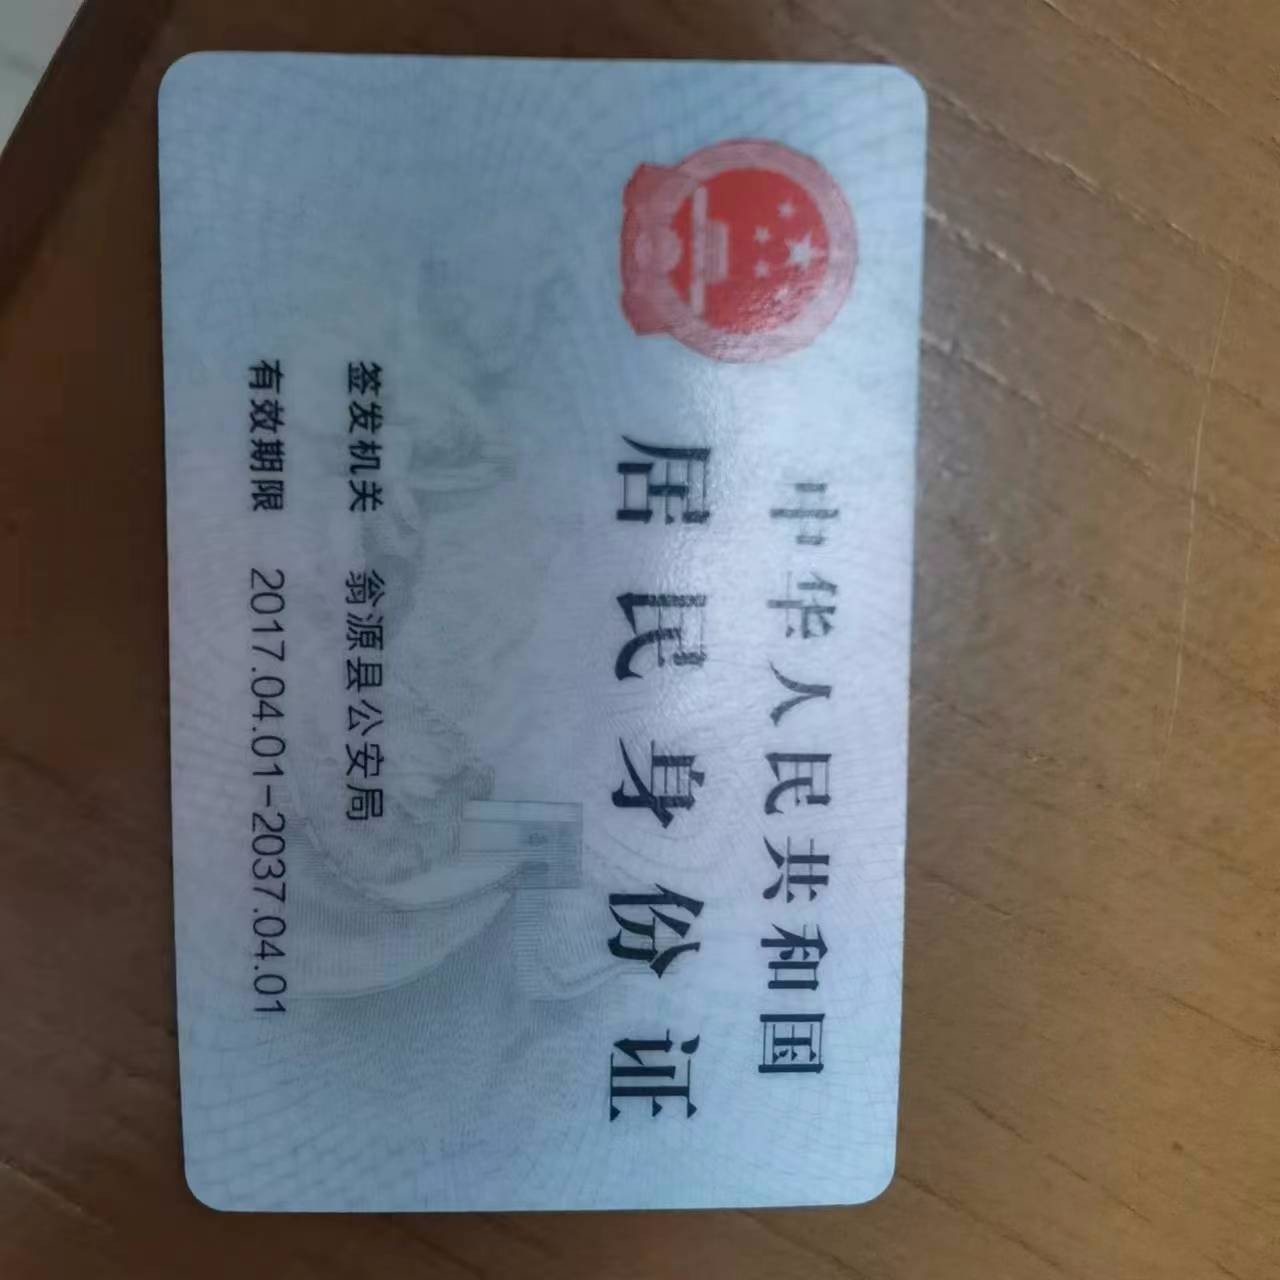 中华人民共和国
居民身份证
签发机关 翁源县公安局
有效期限 2017.04.01-2037.04.01